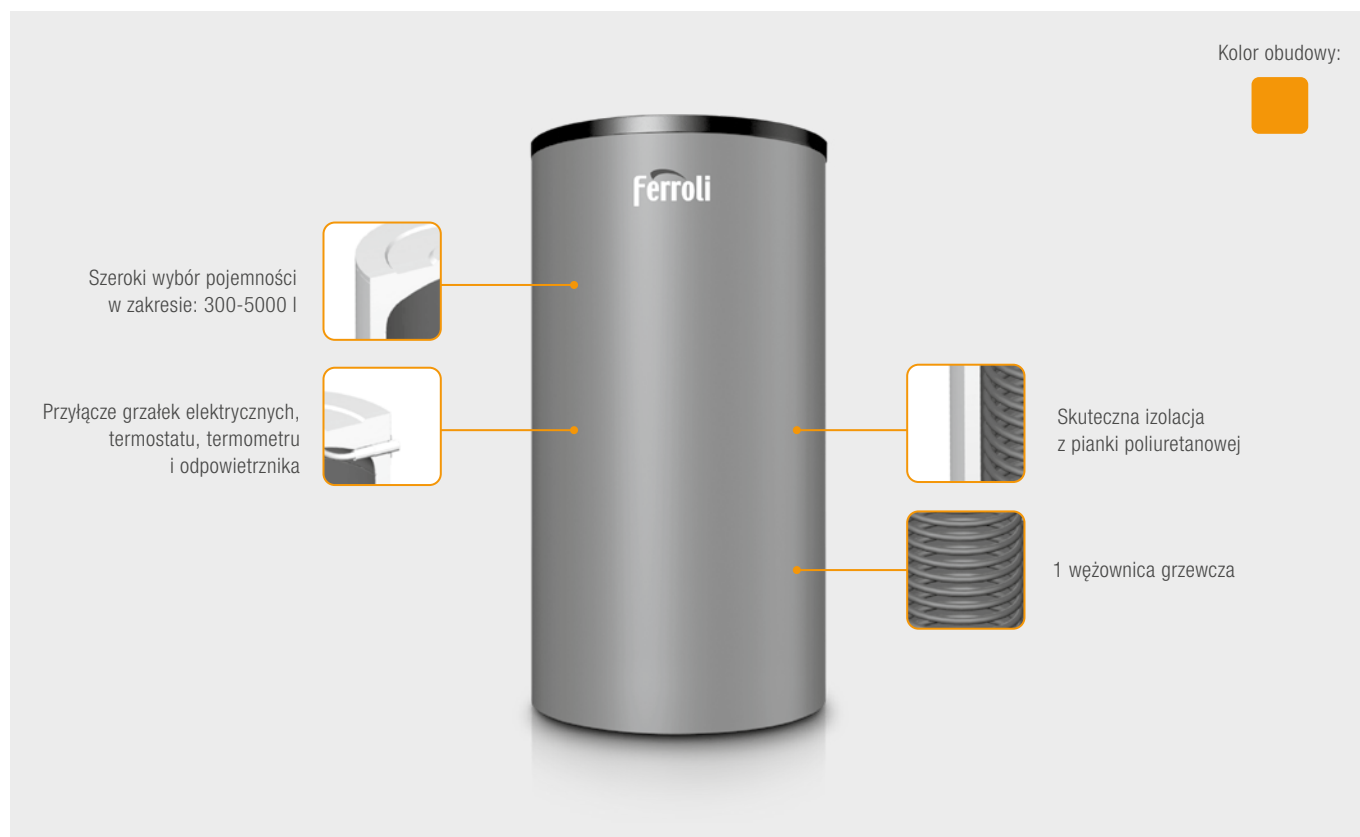 Kolor obudowy:
Ferroli
Szeroki wybór pojemności
w zakresie: 300-5000 l
Przyłącze grzałek elektrycznych,
termostatu, termometru
i odpowietrznika
Skuteczna izolacja
z pianki poliuretanowej
1 wężownica grzewcza